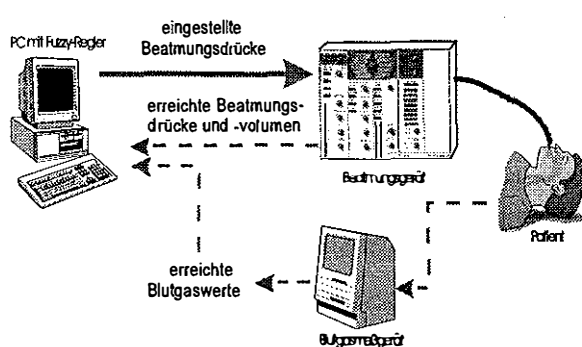 PC mit Fuzzy-Regler
eingestellte
Beatmungsdrücke
erreichte Beatmungs-
drücke und -volumen
Beatmungsgerät
Patient
erreichte
Blutgaswerte
Blutgasmeßgerät